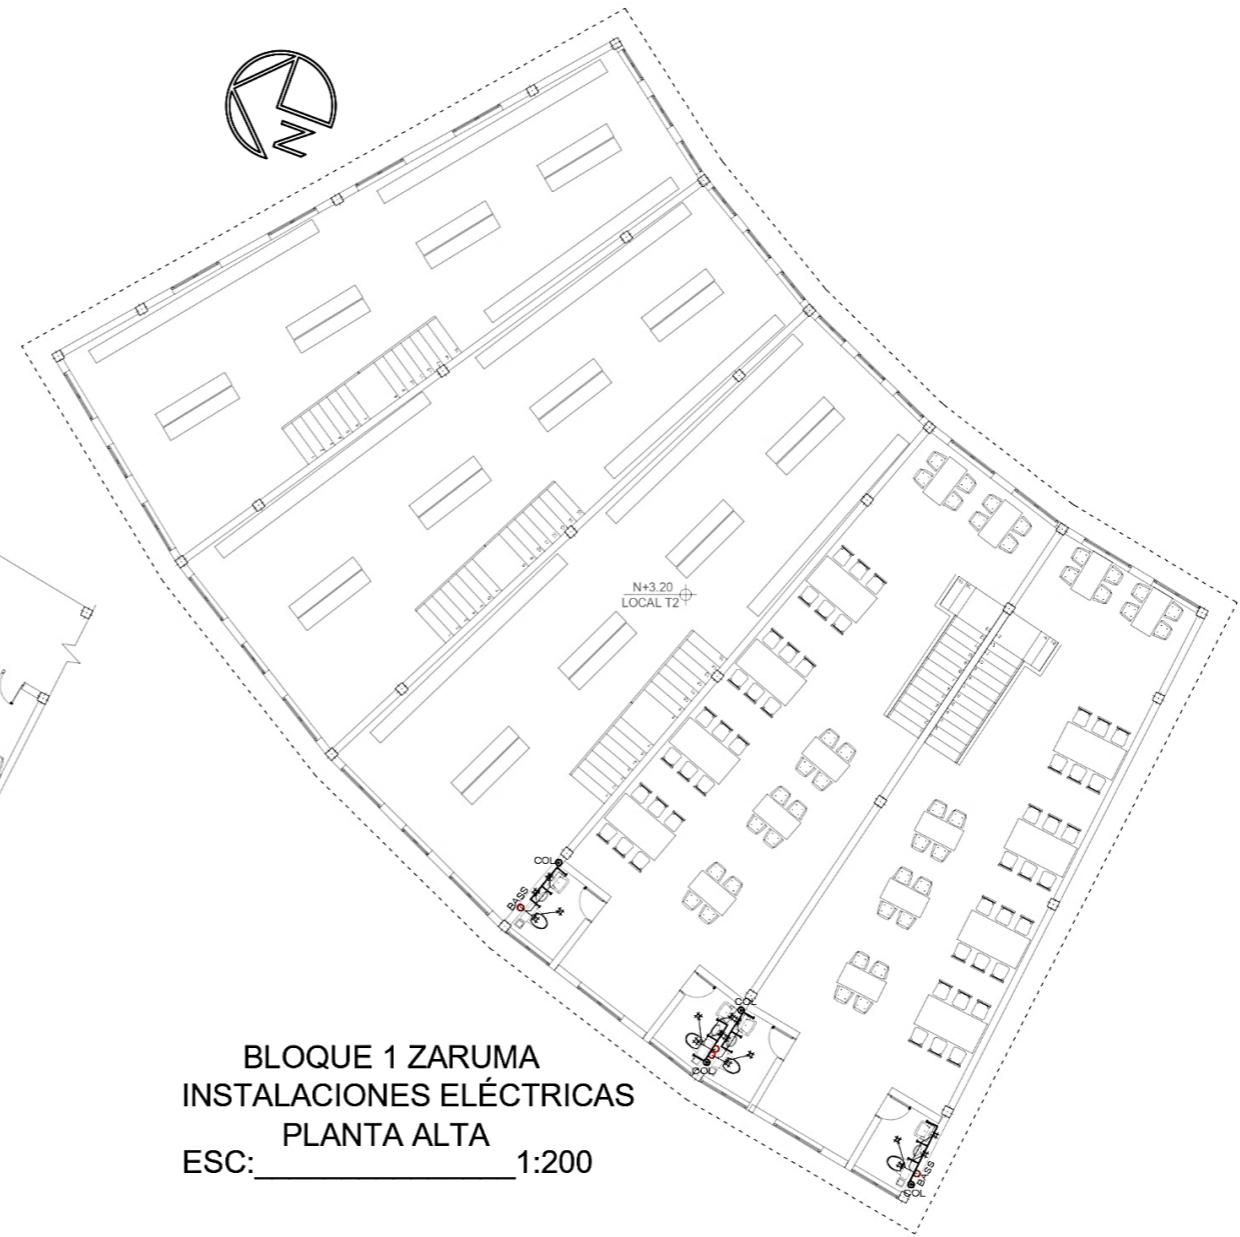 N
N+3.20
LOCAL T2
COL
BASS
COL
COL
BASS
COL
BLOQUE 1 ZARUMA
INSTALACIONES ELÉCTRICAS
PLANTA ALTA
ESC:_______________1:200